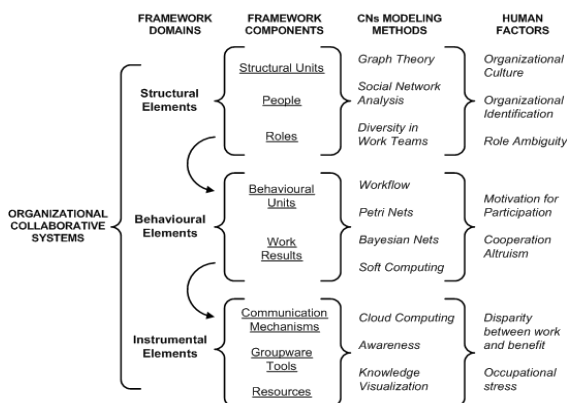 FRAMEWORK DOMAINS
FRAMEWORK COMPONENTS
CNs MODELING METHODS
HUMAN FACTORS
ORGANIZATIONAL
COLLABORATIVE
SYSTEMS
Structural
Elements
Structural Units
People
Roles
Graph Theory
Social Network
Analysis
Diversity in
Work Teams
Organizational
Culture
Organizational
Identification
Role Ambiguity
Behavioural
Elements
Behavioural
Units
Work
Results
Workflow
Petri Nets
Bayesian Nets
Soft Computing
Motivation for
Participation
Cooperation
Altruism
Instrumental
Elements
Communication
Mechanisms
Groupware
Tools
Resources
Cloud Computing
Awareness
Knowledge
Visualization
Disparity
between work
and benefit
Occupational
stress